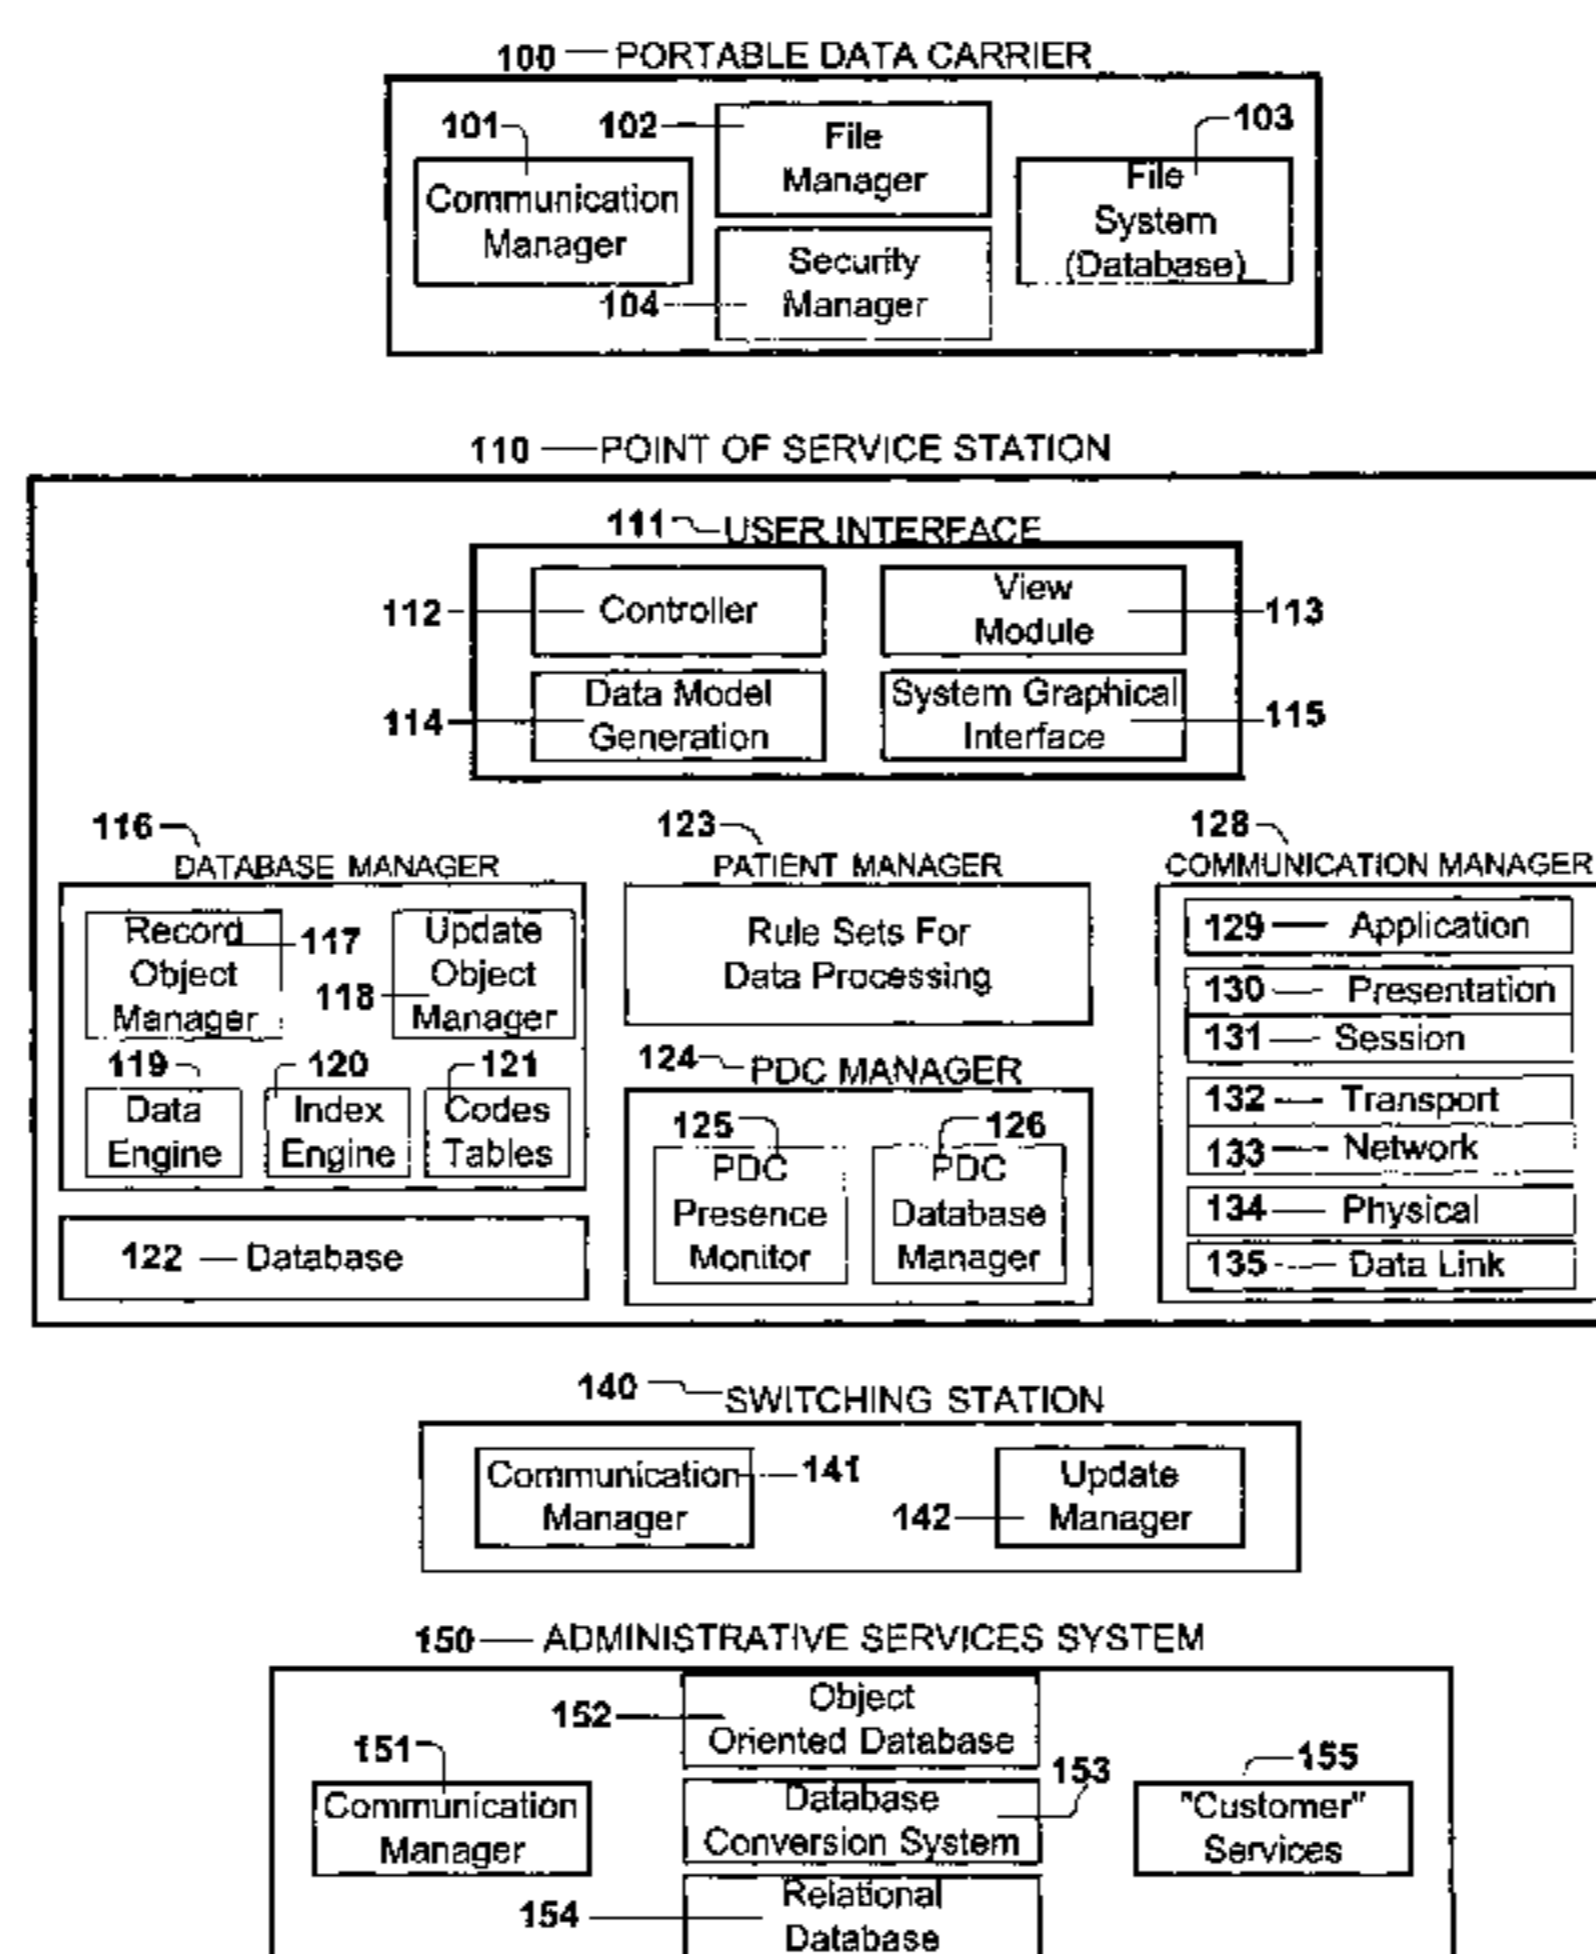 100 PORTABLE DATA CARRIER
101
102
103
File
Manager
Communication
Manager
File
System
(Database)
Security
Manager
104
110 POINT OF SERVICE STATION
111 USER INTERFACE
112 Controller
View
Module
113
114
Data Model
Generation
System Graphical
Interface
115
116
DATABASE MANAGER
Record
Object
Manager
117
118
Update
Object
Manager
119
120
121
Data
Engine
Index
Engine
Codes
Tables
122 Database
123
PATIENT MANAGER
Rule Sets For
Data Processing
124 PDC MANAGER
125
126
PDC
Presence
Monitor
PDC
Database
Manager
128
COMMUNICATION MANAGER
129 Application
130 Presentation
131 Session
132 Transport
133 Network
134 Physical
135 Data Link
140 SWITCHING STATION
Communication
Manager
141
142
Update
Manager
150 ADMINISTRATIVE SERVICES SYSTEM
151
Communication
Manager
152
Object
Oriented Database
153
Database
Conversion System
154
Relational
Database
155
"Customer"
Services